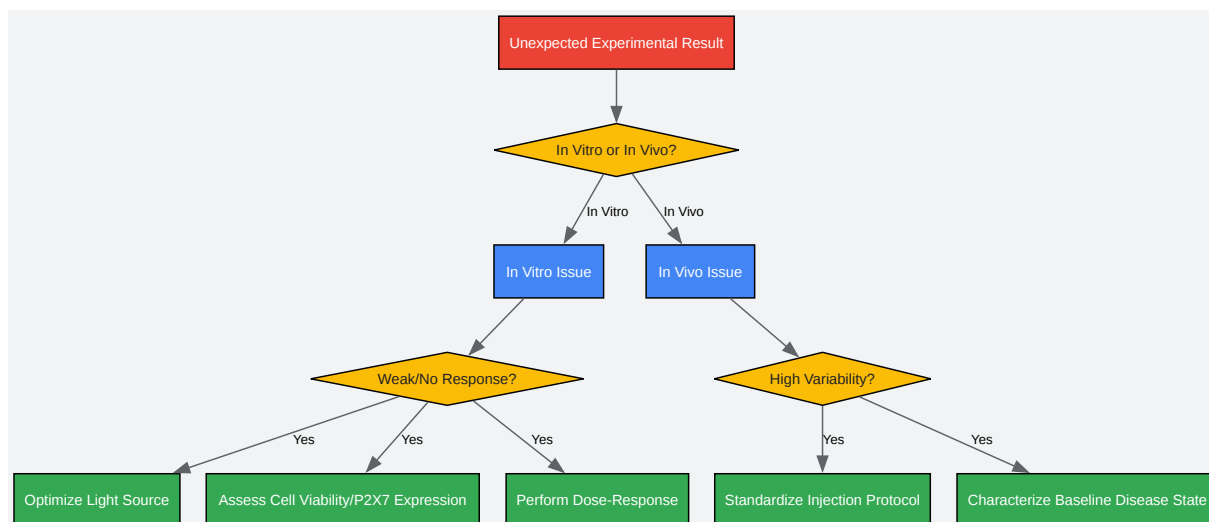 Unexpected Experimental Result
In Vitro or In Vivo?
In Vitro
In Vivo
In Vitro Issue
In Vivo Issue
Weak/No Response?
High Variability?
Yes
Yes
Yes
Yes
Yes
Optimize Light Source
Assess Cell Viability/P2X7 Expression
Perform Dose-Response
Standardize Injection Protocol
Characterize Baseline Disease State